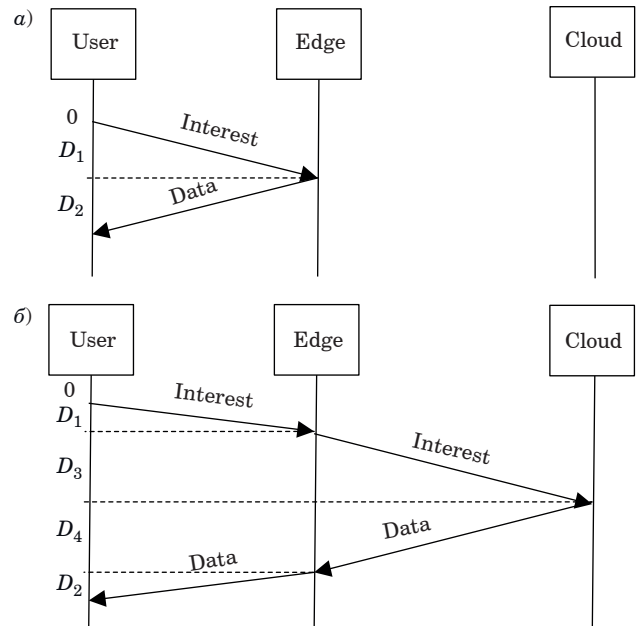 а)
User Edge Cloud
0
Interest
D1
Data
D2
б)
User Edge Cloud
0
Interest
D1
Interest
D3
Data
D4
Data
D2